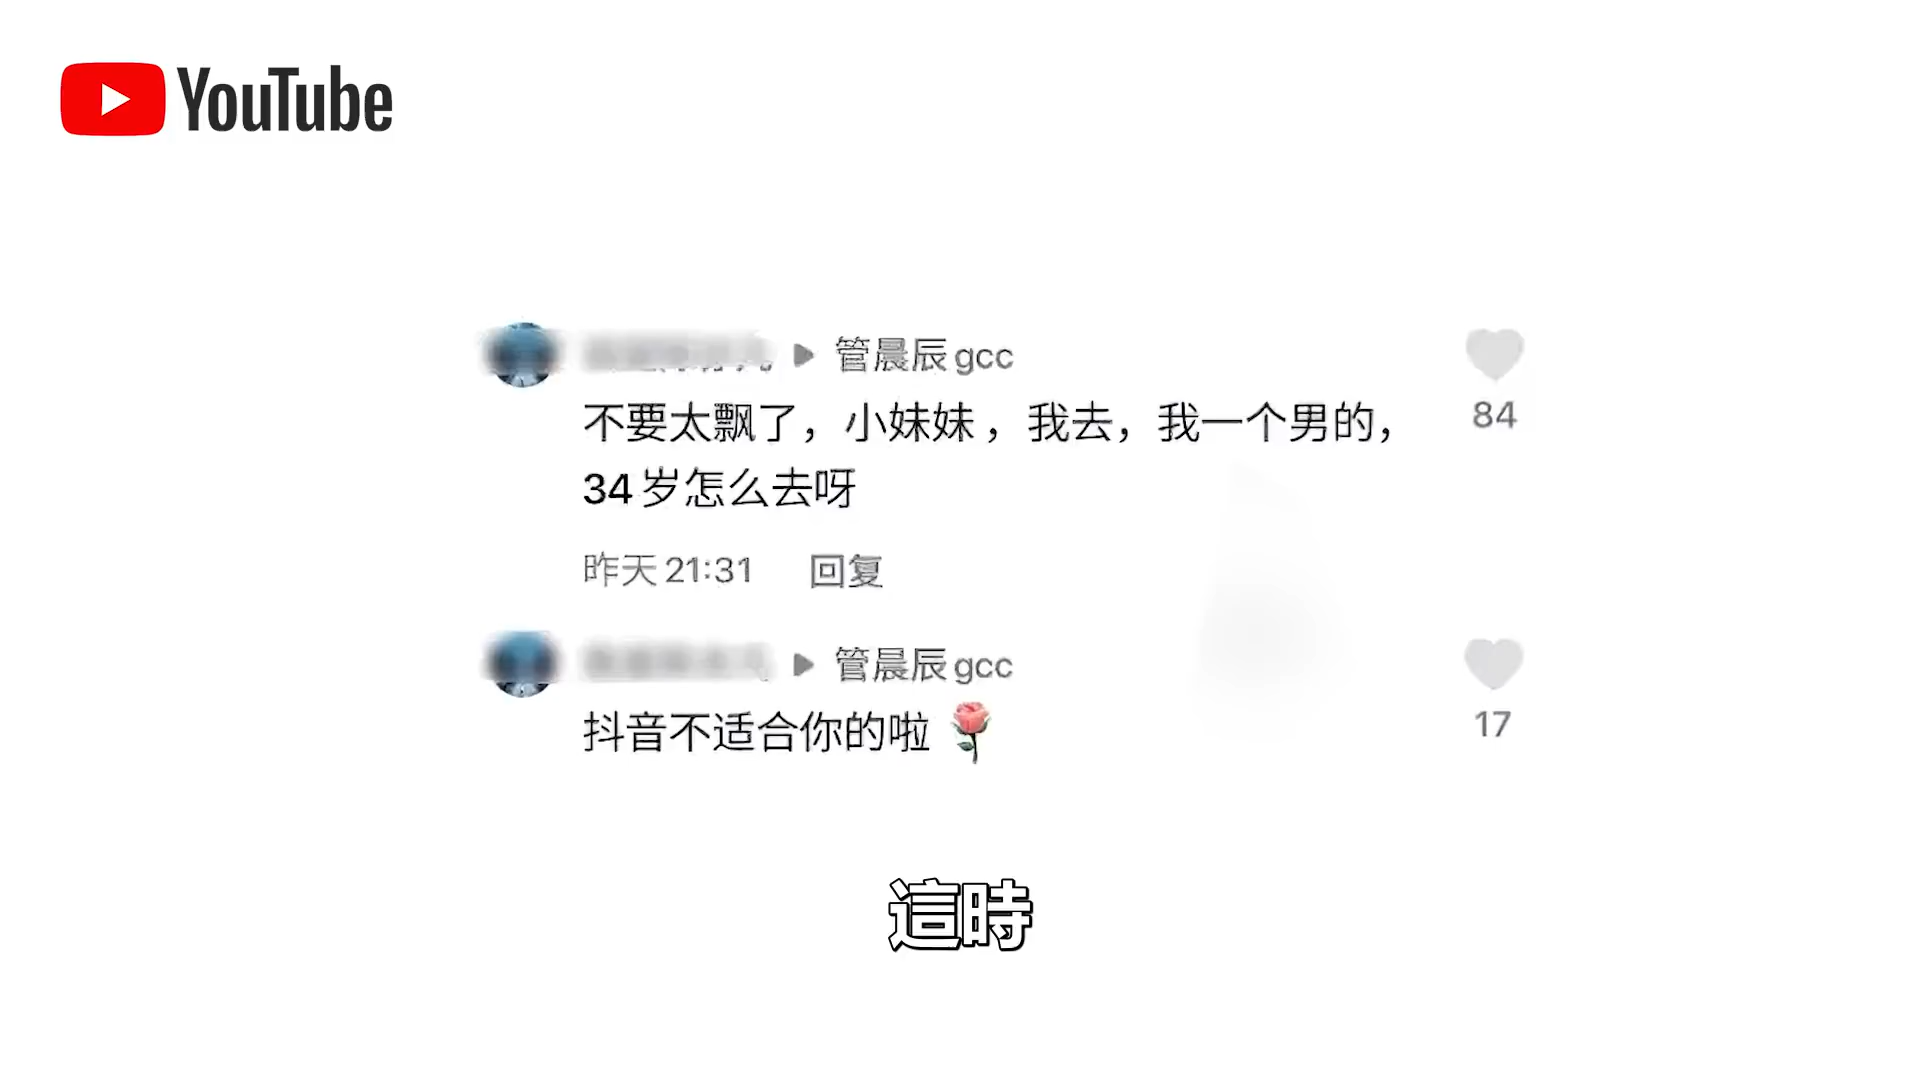 YouTube
管晨辰gcc
不要太飘了，小妹妹，我去，我一个男的，
84
34岁怎么去呀
昨天 21:31 回复
管晨辰gcc
抖音不适合你的啦
17
這時